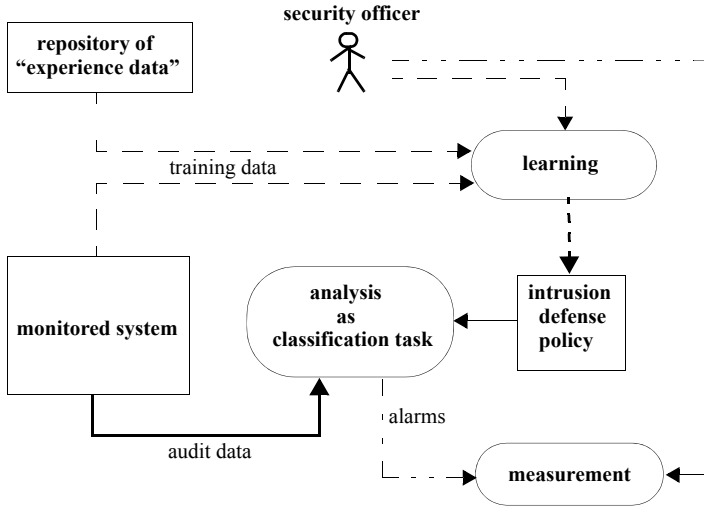 security officer
repository of
“experience data”
training data
learning
monitored system
analysis
as
classification task
intrusion
defense
policy
alarms
audit data
measurement